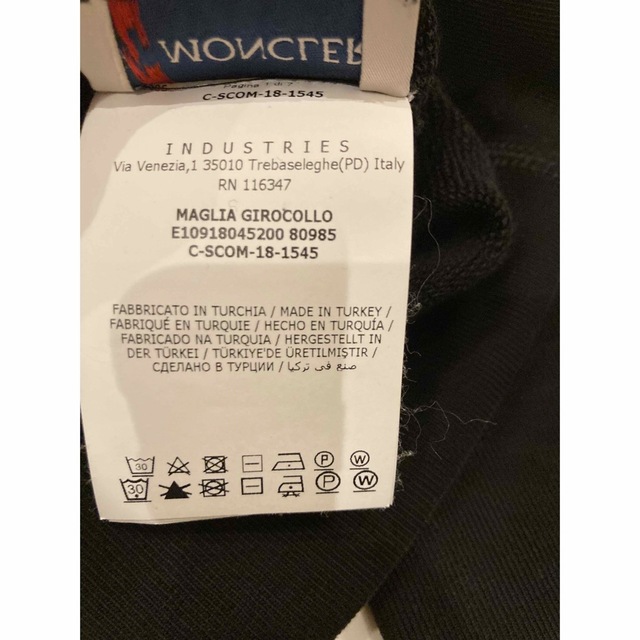 MONCLER
C-SCOM-18-1545
INDUSTRIES
Via Venezia,1 35010 Trebaseleghe(PD) Italy
RN 116347
MAGLIA GIROCOLLO
E10918045200 80985
C-SCOM-18-1545
FABBRICATO IN TURCHIA / MADE IN TURKEY /
FABRIQUÉ EN TURQUIE / HECHO EN TURQUÍA /
FABRICADO NA TURQUIA / HERGESTELLT IN
DER TÜRKEI / TÜRKIYE'DE ÜRETILMIŞTIR /
СДЕЛАНО В ТУРЦИИ / صنع في تركيا
30 P W
30 P W